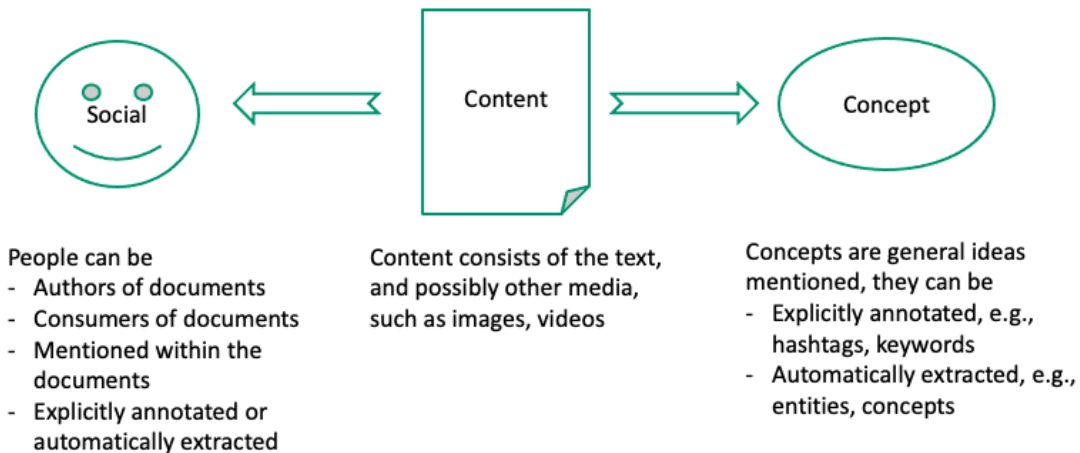 Social
Content
Concept
People can be
- Authors of documents
- Consumers of documents
- Mentioned within the
documents
- Explicitly annotated or
automatically extracted
Content consists of the text,
and possibly other media,
such as images, videos
Concepts are general ideas
mentioned, they can be
- Explicitly annotated, e.g.,
hashtags, keywords
- Automatically extracted, e.g.,
entities, concepts